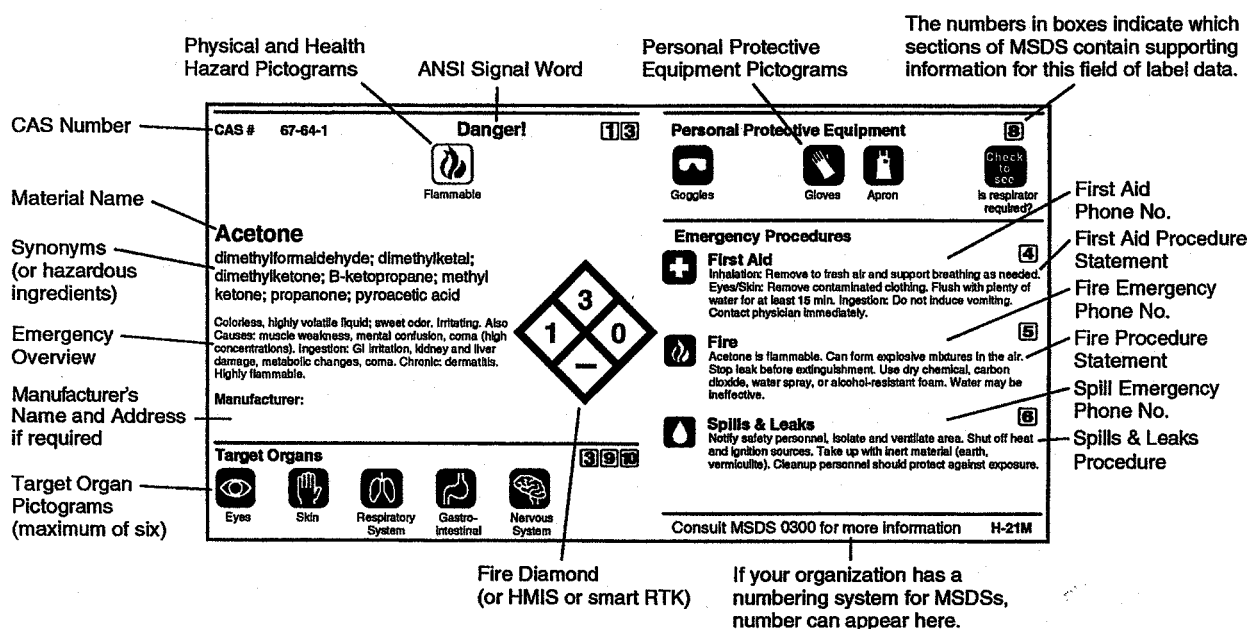 The numbers in boxes indicate which
sections of MSDS contain supporting
information for this field of label data.
Physical and Health
Hazard Pictograms
ANSI Signal Word
Personal Protective
Equipment Pictograms
CAS Number
CAS # 67-64-1
Danger!
1 3
Flammable
Material Name
Acetone
Synonyms
(or hazardous
ingredients)
dimethylformaldehyde; dimethylketal;
dimethylketone; B-ketopropane; methyl
ketone; propanone; pyroacetic acid
Emergency
Overview
Colorless, highly volatile liquid; sweet odor. Irritating. Also
Causes: muscle weakness, mental confusion, coma (high
concentrations). Ingestion: GI irritation, kidney and liver
damage, metabolic changes, coma. Chronic: dermatitis.
Highly flammable.
3
1
0
–
Manufacturer's
Name and Address
if required
Manufacturer:
Target Organs
3 9 10
Target Organ
Pictograms
(maximum of six)
Eyes
Skin
Respiratory
System
Gastro-
intestinal
Nervous
System
Personal Protective Equipment
8
Goggles
Gloves
Apron
Check
to
see
is respirator
required?
Emergency Procedures
First Aid
4
Inhalation: Remove to fresh air and support breathing as needed.
Eyes/Skin: Remove contaminated clothing. Flush with plenty of
water for at least 15 min. Ingestion: Do not induce vomiting.
Contact physician immediately.
Fire
5
Acetone is flammable. Can form explosive mixtures in the air.
Stop leak before extinguishment. Use dry chemical, carbon
dioxide, water spray, or alcohol-resistant foam. Water may be
ineffective.
Spills & Leaks
6
Notify safety personnel, isolate and ventilate area. Shut off heat
and ignition sources. Take up with inert material (earth,
vermiculite). Cleanup personnel should protect against exposure.
Consult MSDS 0300 for more information
H-21M
First Aid
Phone No.
First Aid Procedure
Statement
Fire Emergency
Phone No.
Fire Procedure
Statement
Spill Emergency
Phone No.
Spills & Leaks
Procedure
Fire Diamond
(or HMIS or smart RTK)
If your organization has a
numbering system for MSDSs,
number can appear here.